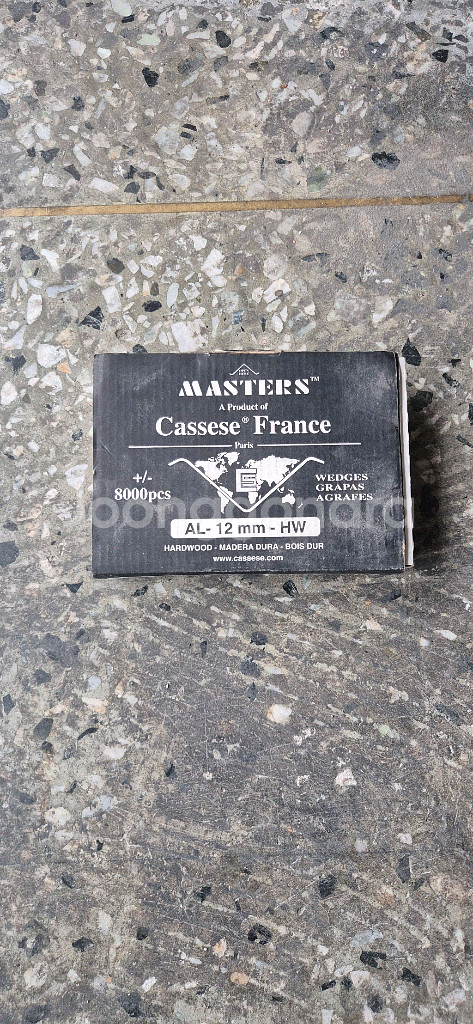 MASTERS™
A Product of
Cassese® France
Paris
+/-
8000pcs
WEDGES
GRAPAS
AGRAFES
AL- 12 mm - HW
HARDWOOD - MADERA DURA - BOIS DUR
www.cassese.com
joonggonara